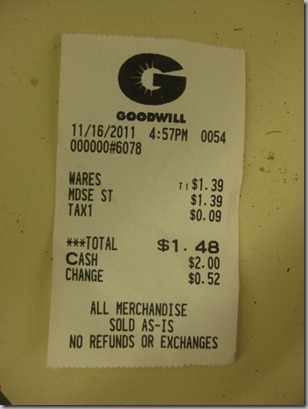 G
GOODWILL
11/16/2011 4:57PM 0054
000000#6078
WARES T1 $1.39
MDSE ST $1.39
TAX1 $0.09
***TOTAL $1.48
CASH $2.00
CHANGE $0.52
ALL MERCHANDISE
SOLD AS-IS
NO REFUNDS OR EXCHANGES